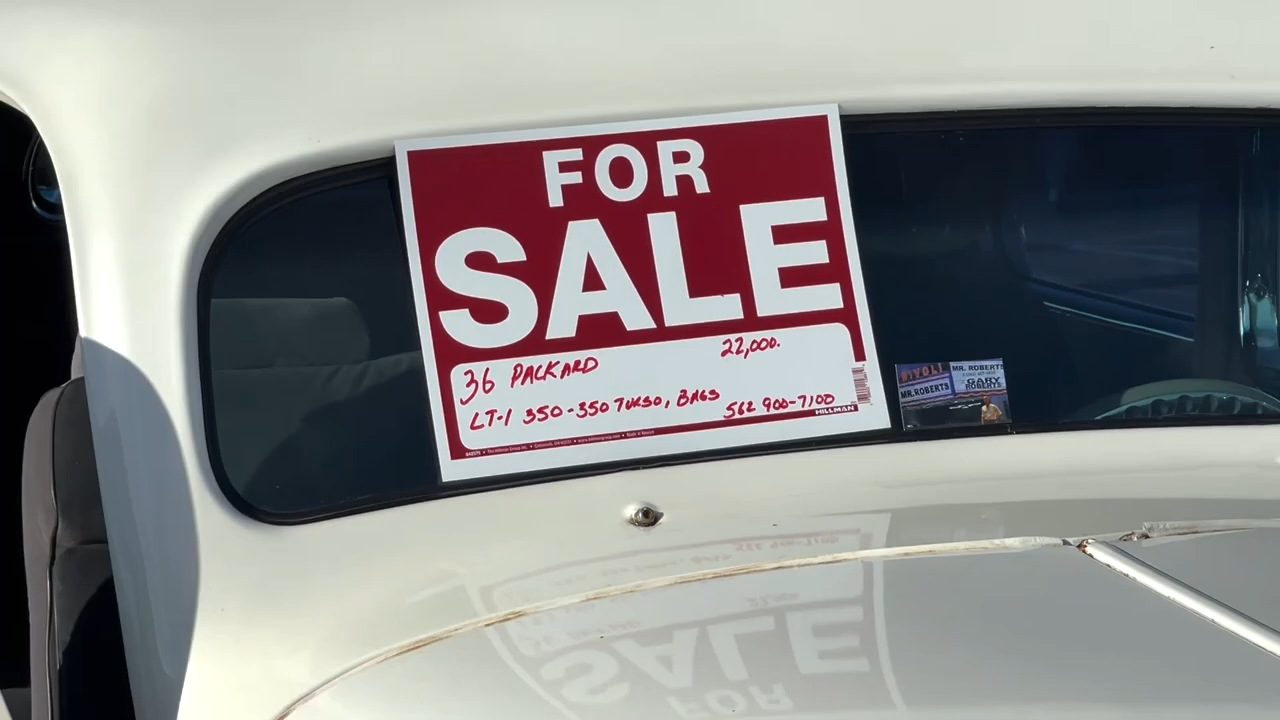 FOR
SALE
36 PACKARD 22,000.
LT-1 350-350 TURBO, BAGS 562 900-7100
HILLMAN
RIVOLI
MR. ROBERTS
MR. ROBERTS
GARY
ROBERTS